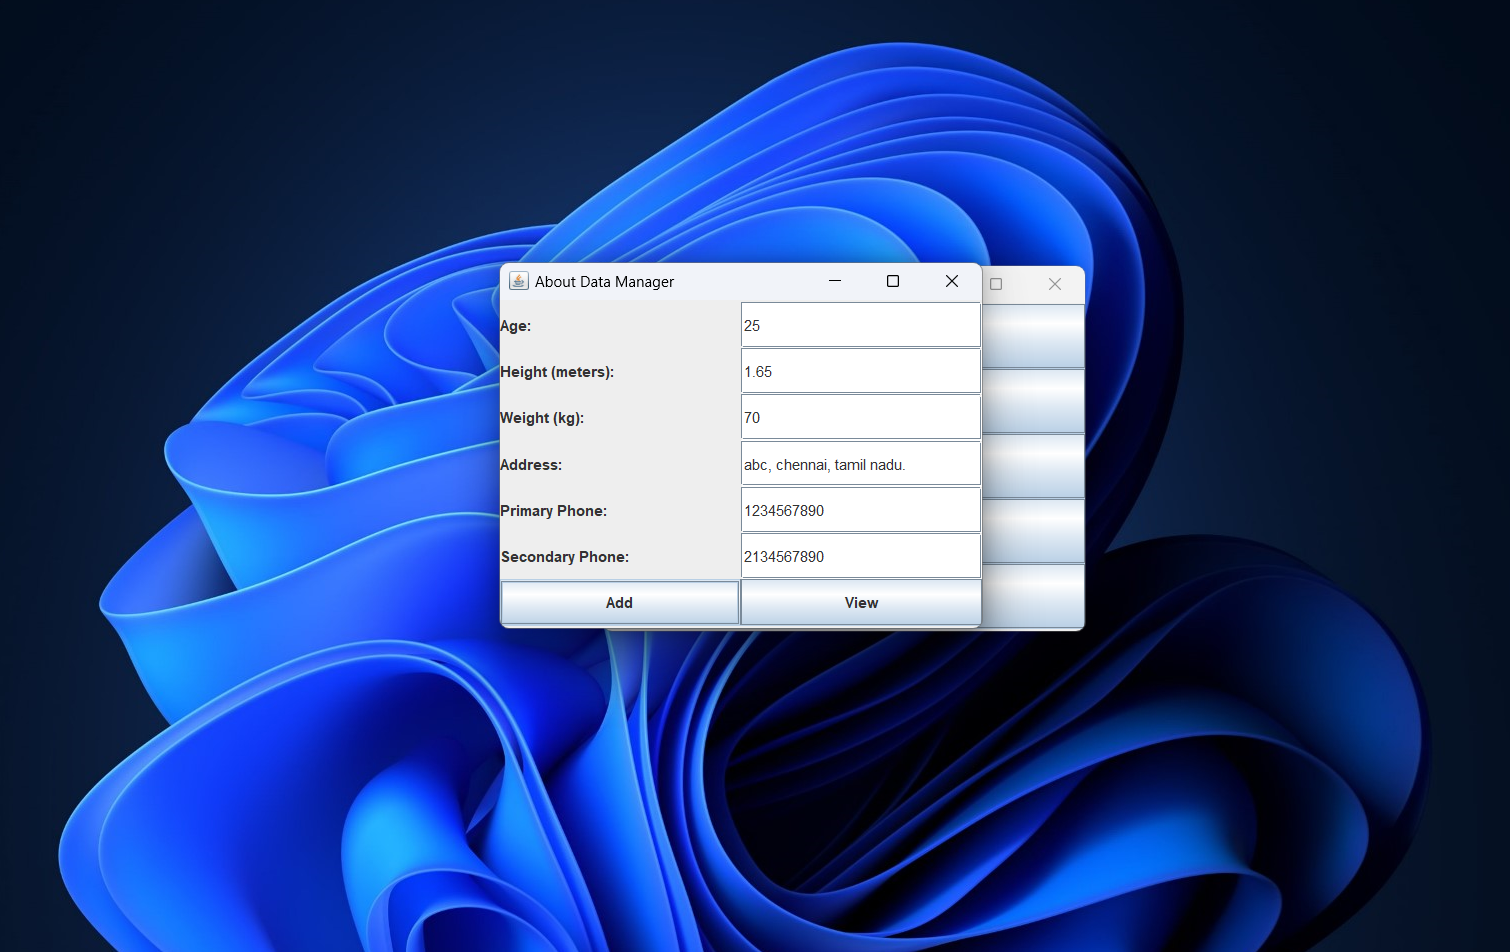 About Data Manager
Age: 25
Height (meters): 1.65
Weight (kg): 70
Address: abc, chennai, tamil nadu.
Primary Phone: 1234567890
Secondary Phone: 2134567890
Add View